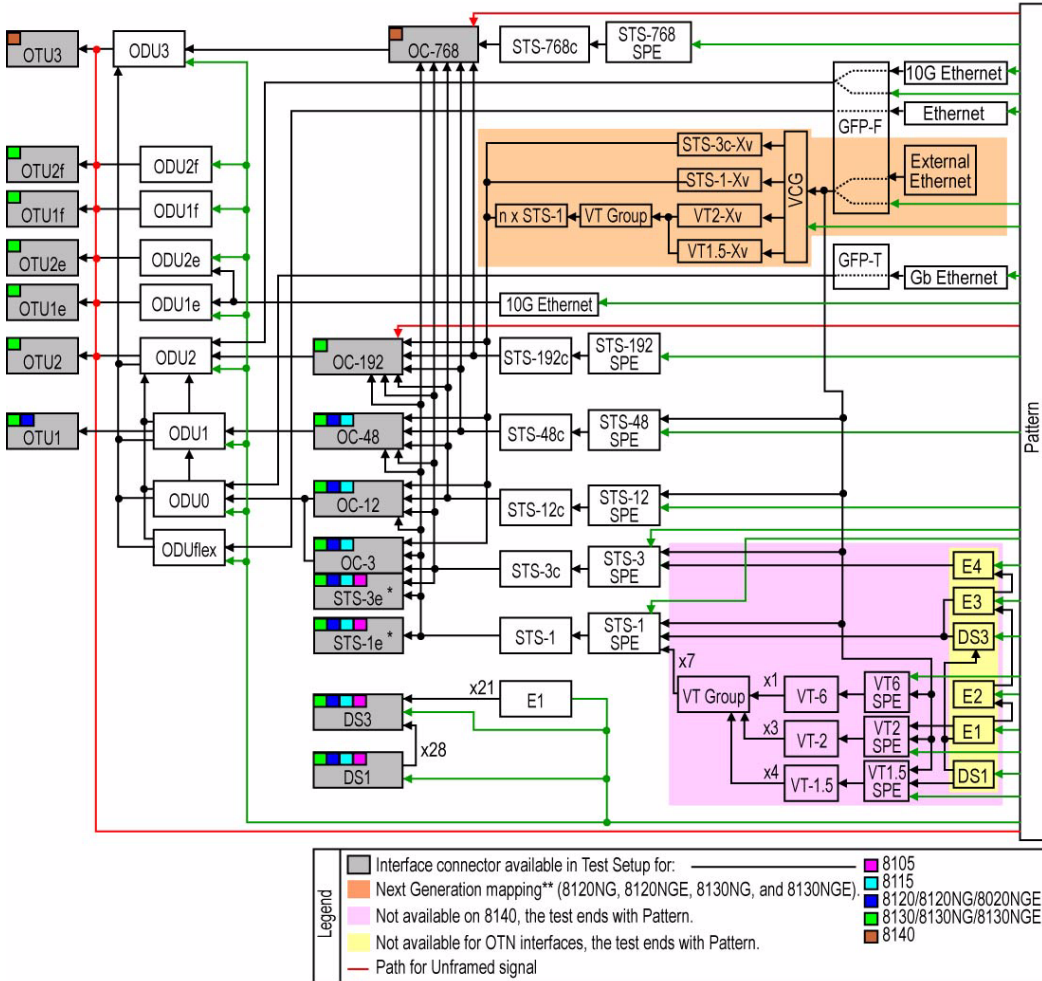 OTU3
ODU3
OC-768
STS-768c
STS-768
SPE
10G Ethernet
Ethernet
GFP-F
External
Ethernet
OTU2f
ODU2f
STS-3c-Xv
STS-1-Xv
VCG
OTU1f
ODU1f
n x STS-1
VT Group
VT2-Xv
VT1.5-Xv
OTU2e
ODU2e
GFP-T
Gb Ethernet
OTU1e
ODU1e
10G Ethernet
OTU2
ODU2
OC-192
STS-192c
STS-192
SPE
OTU1
ODU1
OC-48
STS-48c
STS-48
SPE
Pattern
ODU0
OC-12
STS-12c
STS-12
SPE
ODUflex
OC-3
STS-3e *
STS-3c
STS-3
SPE
E4
E3
STS-1e *
STS-1
STS-1
SPE
DS3
x7
VT Group
x1
VT-6
VT6
SPE
E2
x21
E1
DS3
x3
VT-2
VT2
SPE
E1
x28
DS1
x4
VT-1.5
VT1.5
SPE
DS1
Legend
Interface connector available in Test Setup for:
Next Generation mapping** (8120NG, 8120NGE, 8130NG, and 8130NGE).
Not available on 8140, the test ends with Pattern.
Not available for OTN interfaces, the test ends with Pattern.
Path for Unframed signal
8105
8115
8120/8120NG/8020NGE
8130/8130NG/8130NGE
8140